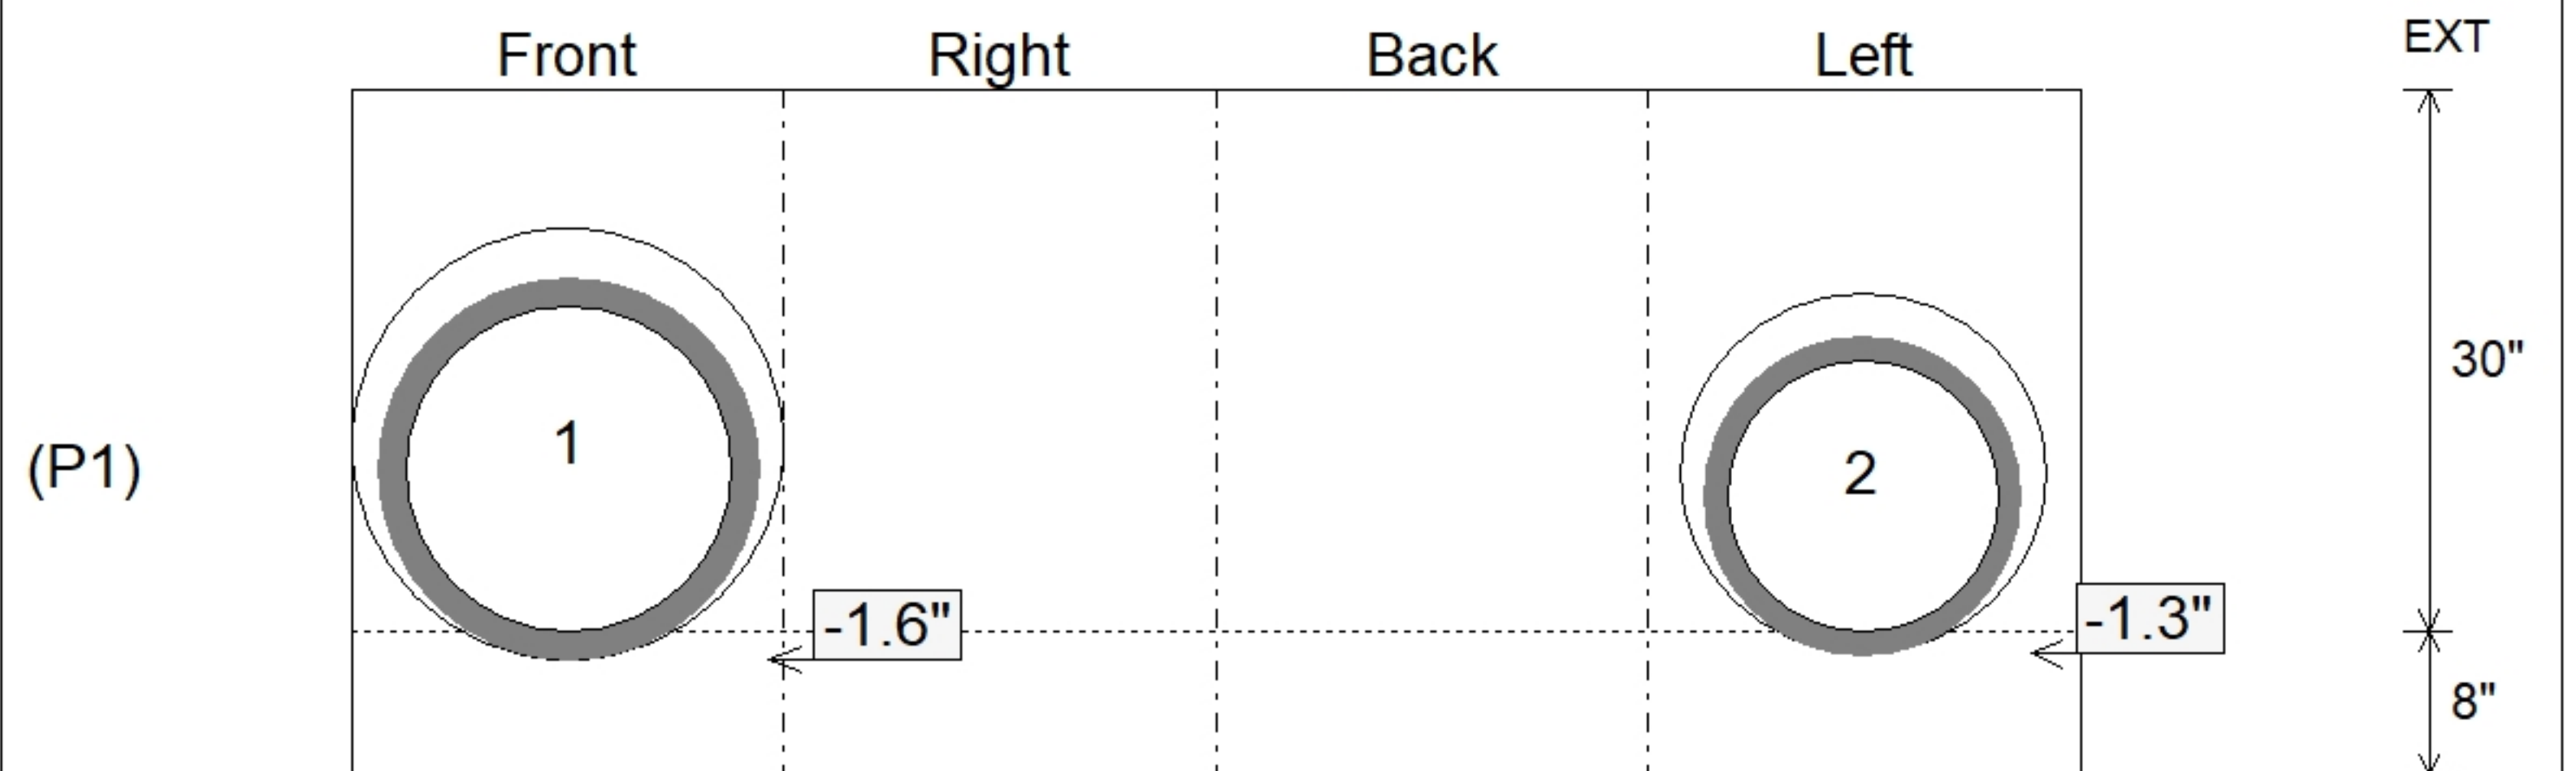 Front Right Back Left EXT
30"
(P1) 1 2
-1.6" -1.3"
8"